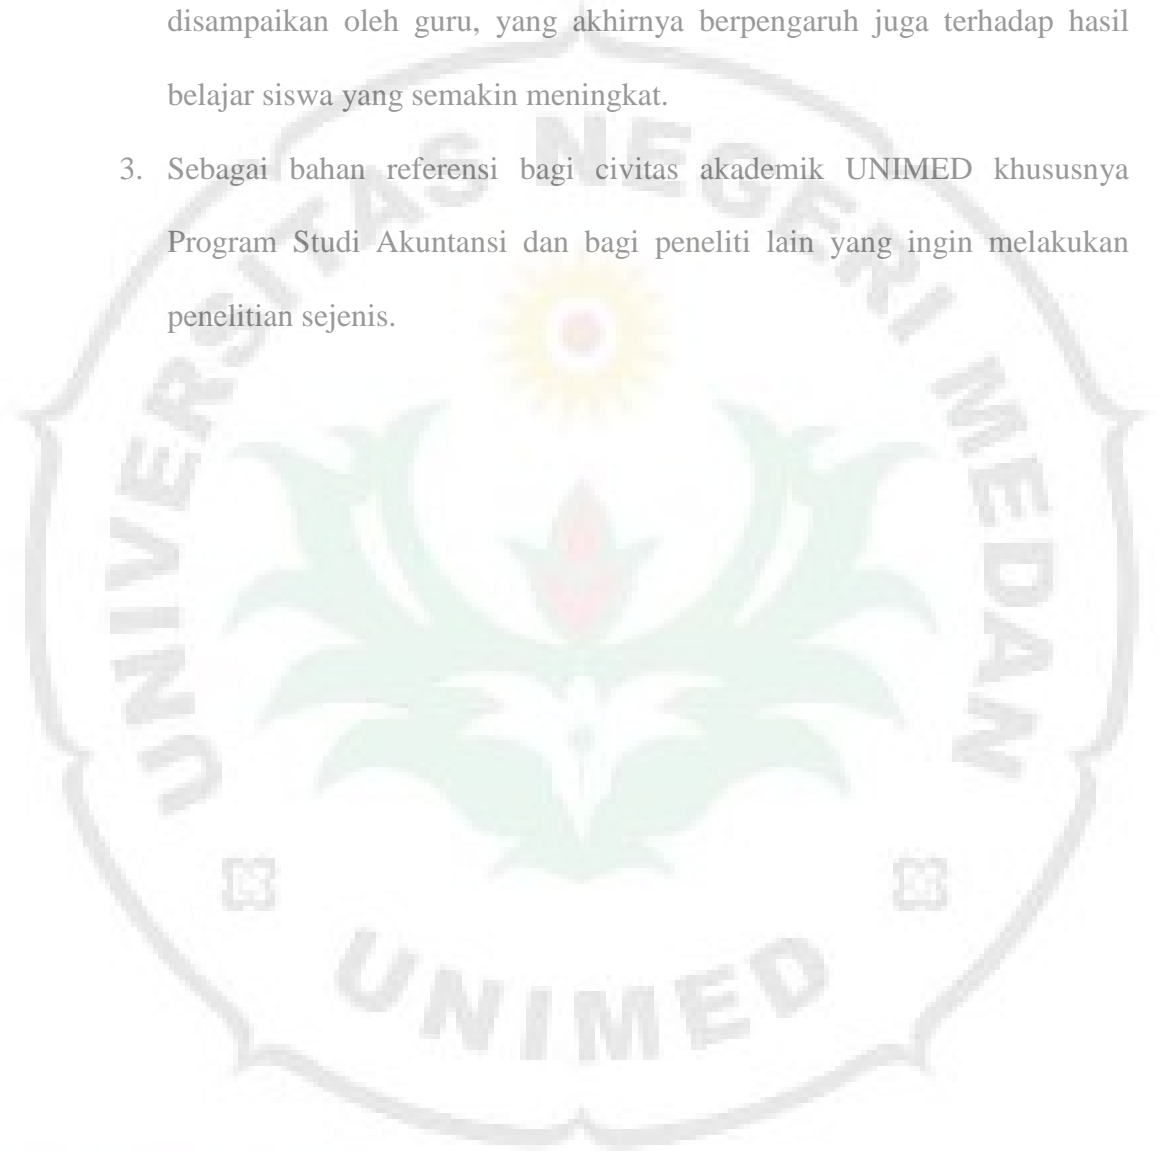 disampaikan oleh guru, yang akhirnya berpengaruh juga terhadap hasil
belajar siswa yang semakin meningkat.
3. Sebagai bahan referensi bagi civitas akademik UNIMED khususnya
Program Studi Akuntansi dan bagi peneliti lain yang ingin melakukan
penelitian sejenis.
UNIVERSITAS NEGERI MEDAN
UNIMED